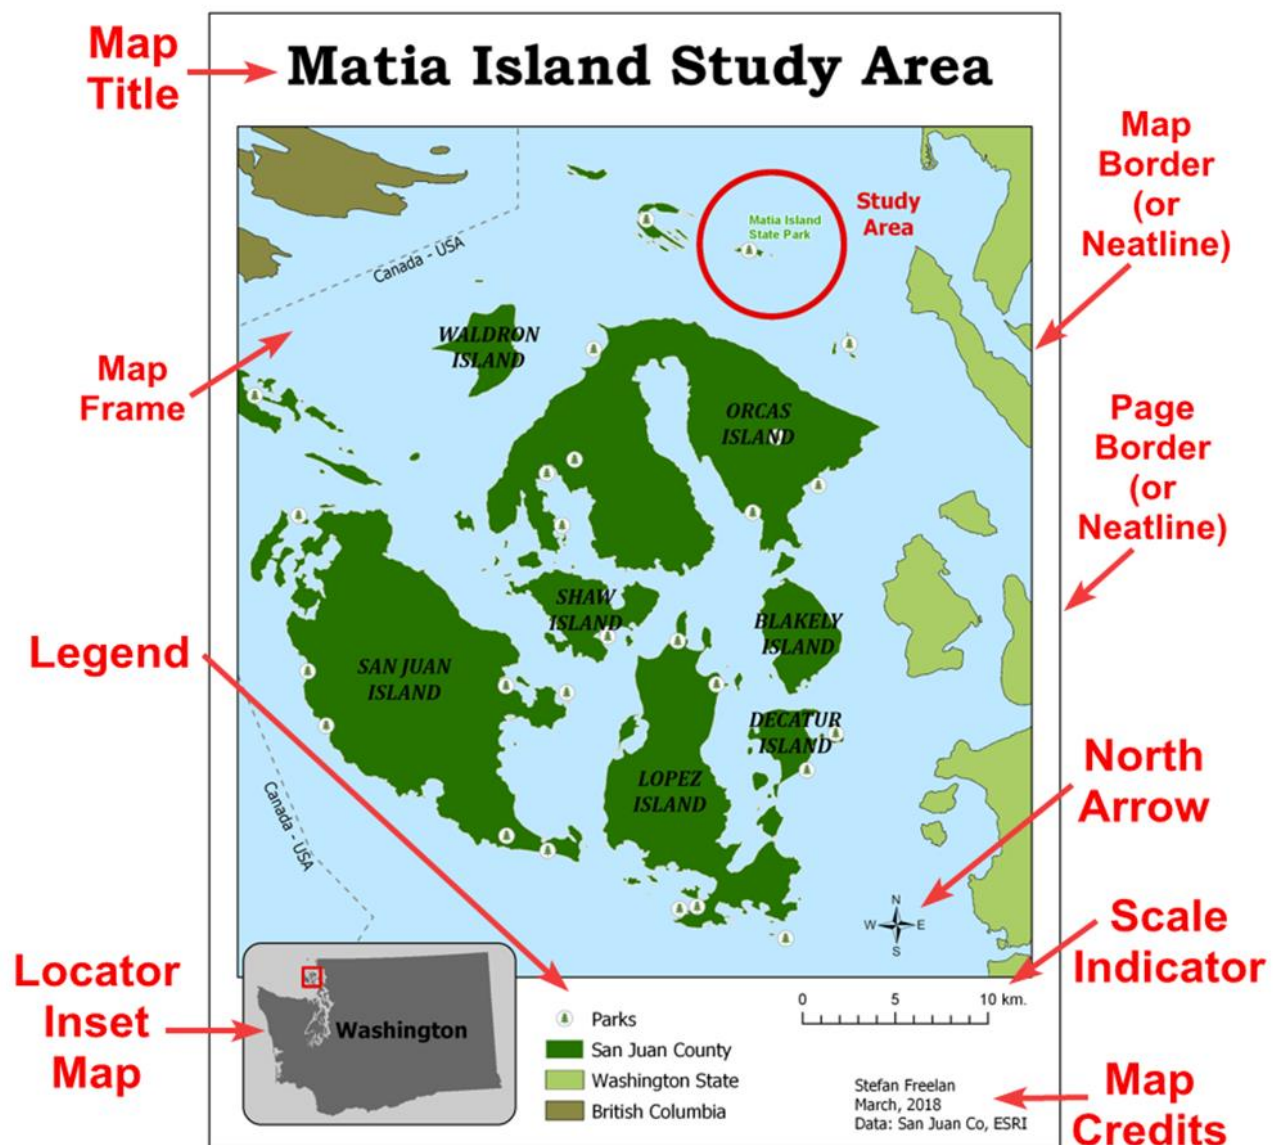 Map
Title
Matia Island Study Area
Map
Border
(or
Neatline)
Study
Area
Matia Island
State Park
Canada - USA
WALDRON
ISLAND
Map
Frame
ORCAS
ISLAND
Page
Border
(or
Neatline)
SHAW
ISLAND
BLAKELY
ISLAND
Legend
SAN JUAN
ISLAND
DECATUR
ISLAND
LOPEZ
ISLAND
North
Arrow
Canada - USA
N
W E
S
Scale
Indicator
Locator
Inset
Map
Washington
0 5 10 km.
Parks
San Juan County
Washington State
British Columbia
Stefan Freelan
March, 2018
Data: San Juan Co, ESRI
Map
Credits